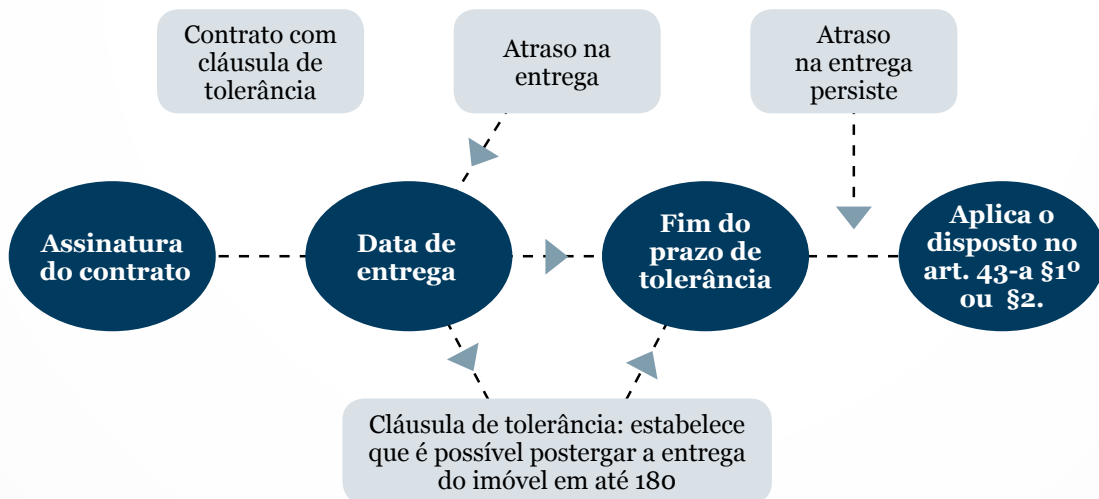 Contrato com
cláusula de
tolerância
Atraso na
entrega
Atraso
na entrega
persiste
Assinatura
do contrato
Data de
entrega
Fim do
prazo de
tolerância
Aplica o
disposto no
art. 43-a §1º
ou §2.
Cláusula de tolerância: estabelece
que é possível postergar a entrega
do imóvel em até 180